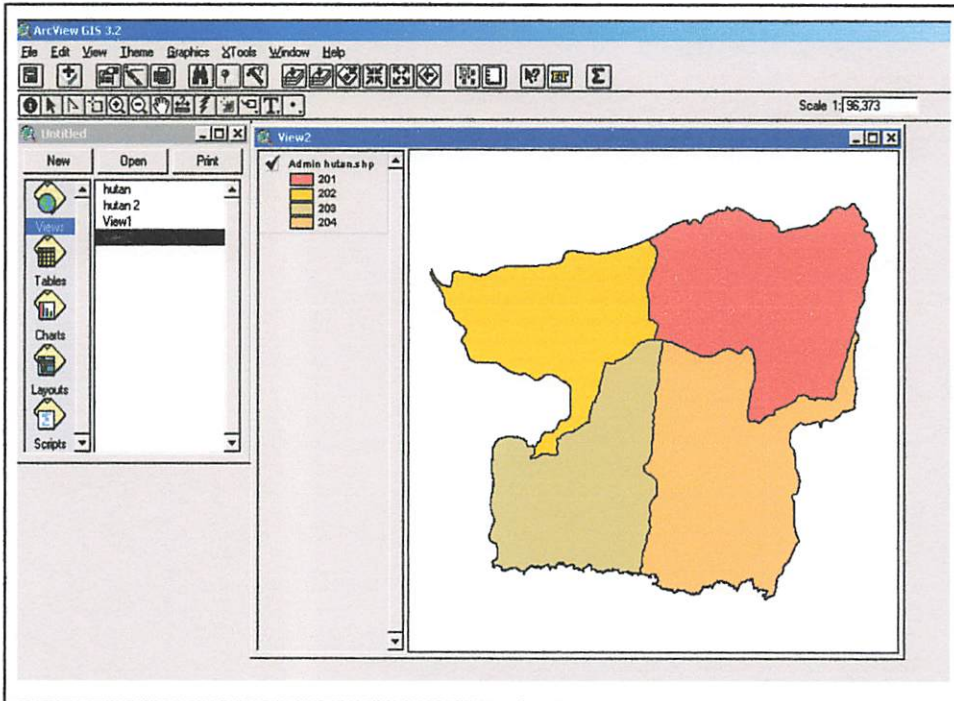 ArcView GIS 3.2
File Edit View Theme Graphics XTools Window Help
Scale 1: 96,373
Untitled
New Open Print
Views
Tables
Charts
Layouts
Scripts
hutan
hutan 2
View1
View2
Admin hutan.shp
201
202
203
204